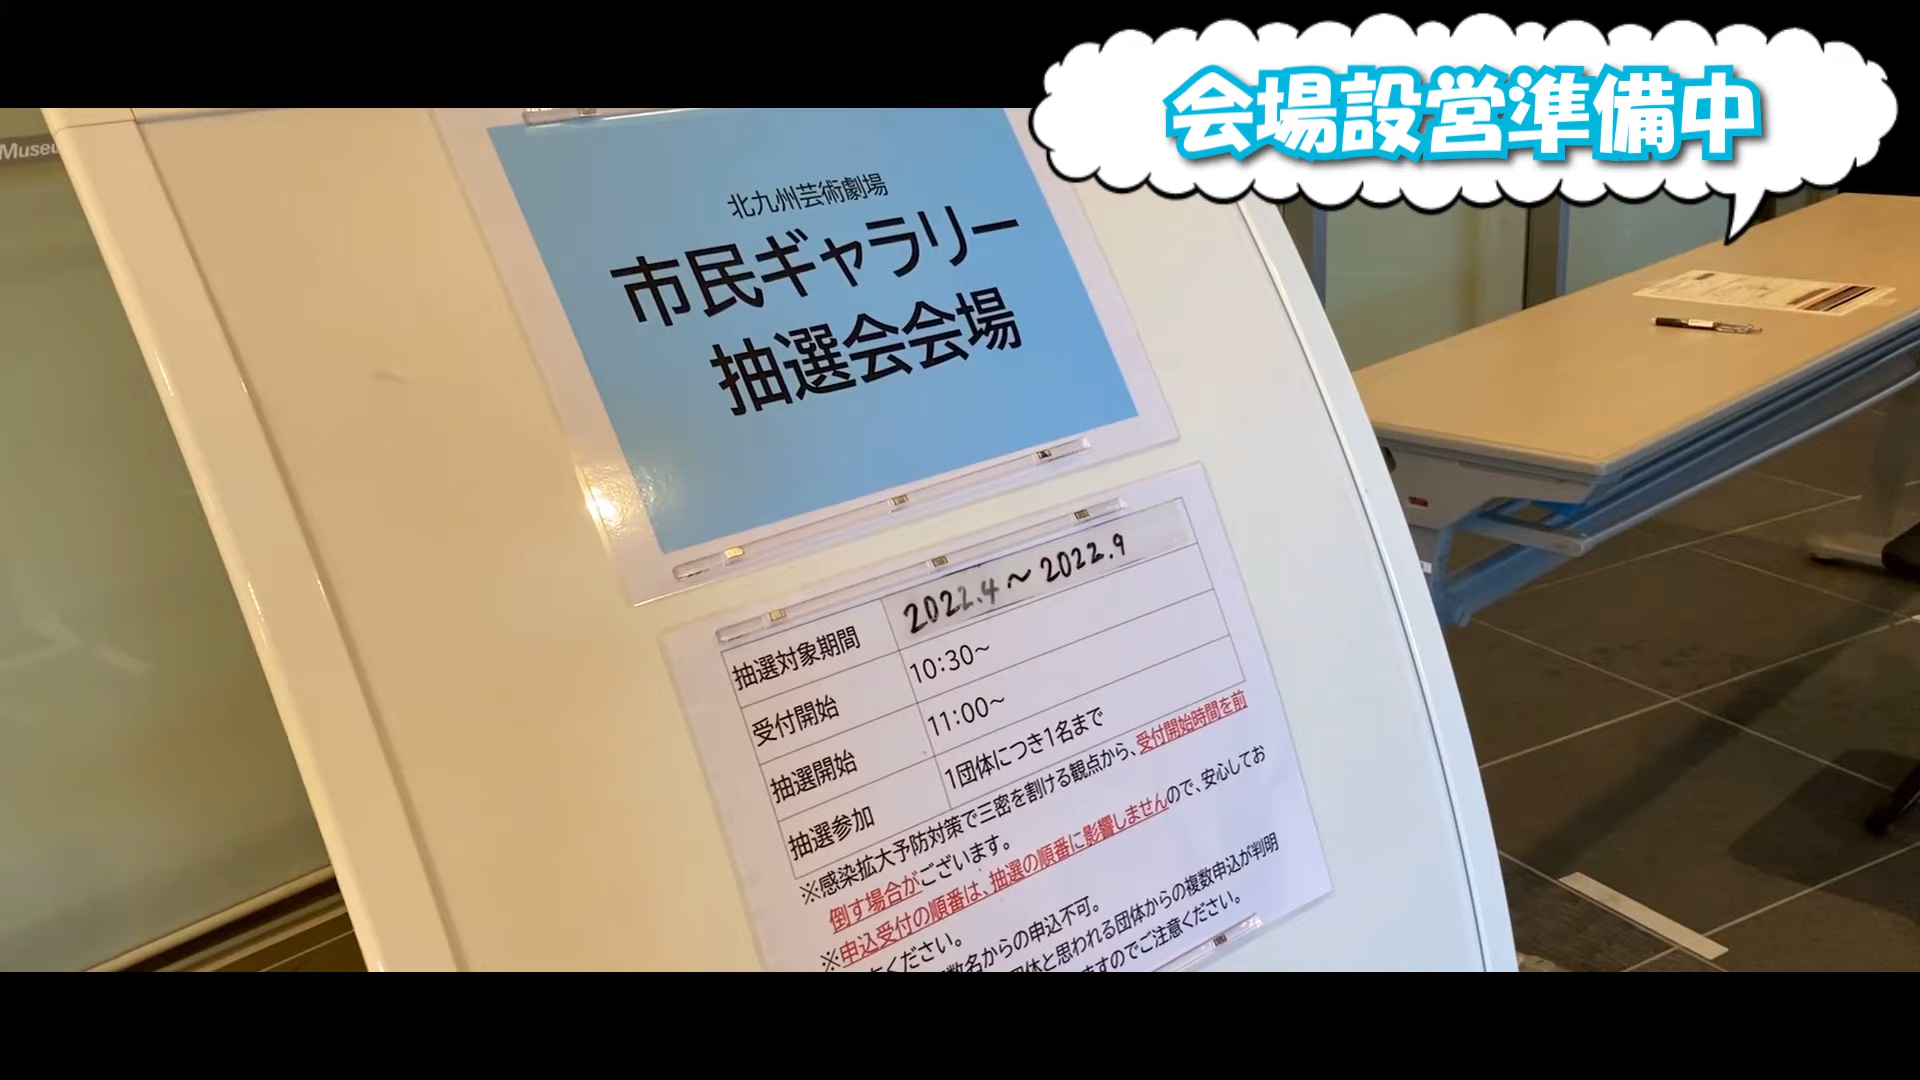 会場設営準備中
北九州芸術劇場
市民ギャラリー
抽選会会場
抽選対象期間 2022.4～2022.9
受付開始 10:30～
抽選開始 11:00～
抽選参加 1団体につき1名まで
※感染拡大予防対策で三密を割ける観点から、受付開始時間を前
倒す場合がございます。
※申込受付の順番は、抽選の順番に影響しませんので、安心してお
ください。
数名からの申込不可。
団体と思われる団体からの複数申込が判明
ますのでご注意ください。